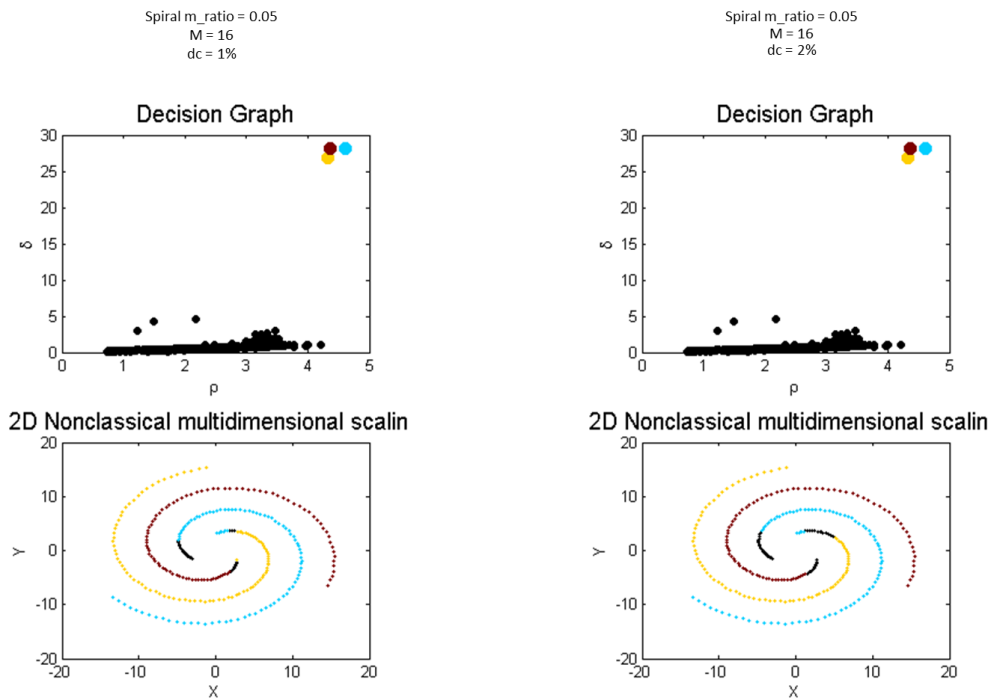 Spiral m_ratio = 0.05
M = 16
dc = 1%
Decision Graph
30
25
20
15
10
5
0
δ
0 1 2 3 4 5
ρ
2D Nonclassical multidimensional scalin
20
10
0
-10
-20
Y
-20 -10 0 10 20
X
Spiral m_ratio = 0.05
M = 16
dc = 2%
Decision Graph
30
25
20
15
10
5
0
δ
0 1 2 3 4 5
ρ
2D Nonclassical multidimensional scalin
20
10
0
-10
-20
Y
-20 -10 0 10 20
X